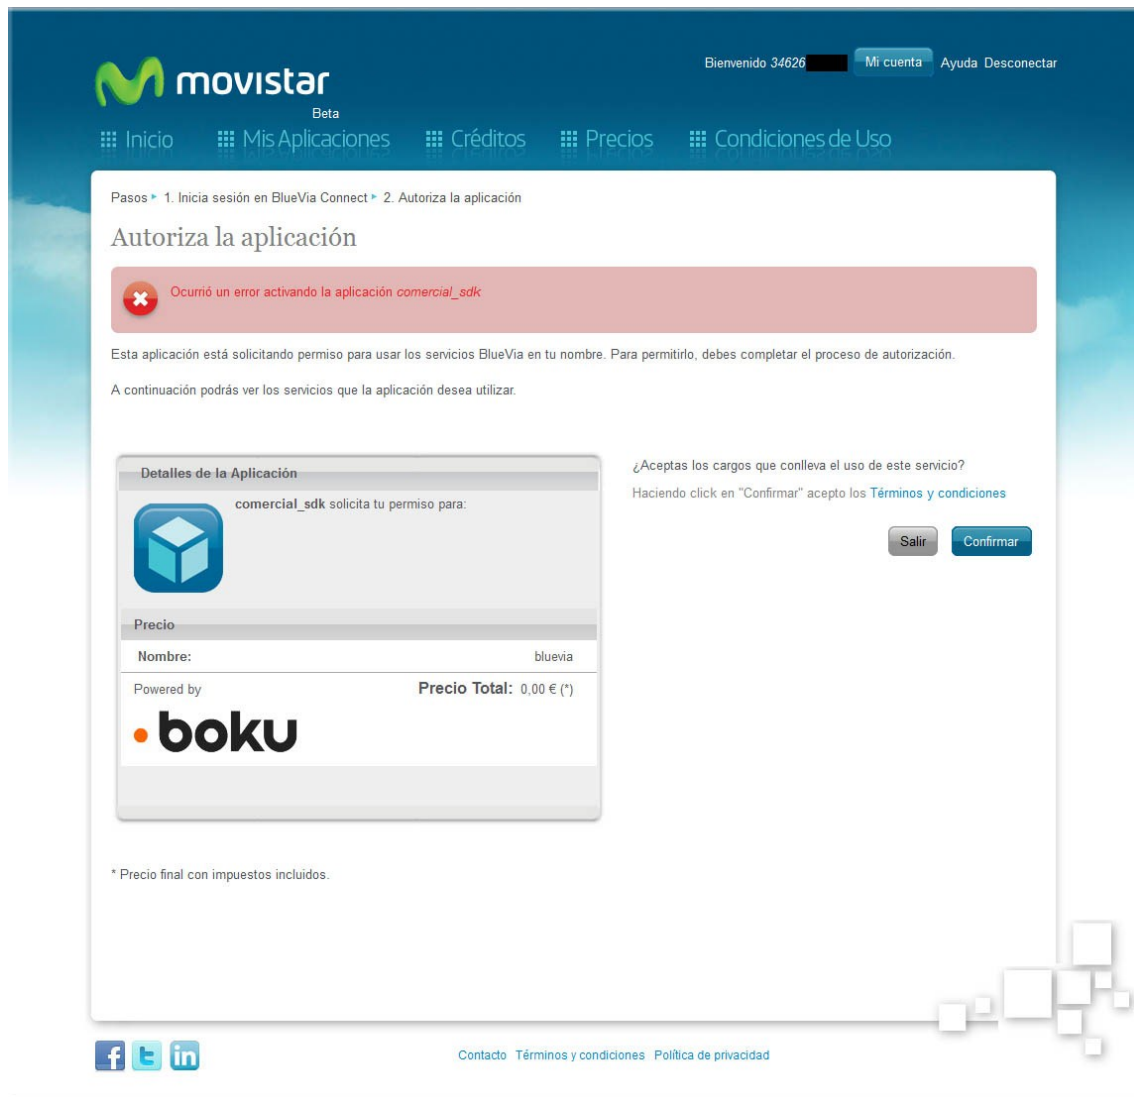 movistar
Beta
Bienvenido 34626 Mi cuenta Ayuda Desconectar
Inicio Mis Aplicaciones Créditos Precios Condiciones de Uso
Pasos 1. Inicia sesión en BlueVia Connect 2. Autoriza la aplicación
Autoriza la aplicación
Ocurrió un error activando la aplicación comercial_sdk
Esta aplicación está solicitando permiso para usar los servicios BlueVia en tu nombre. Para permitirlo, debes completar el proceso de autorización.
A continuación podrás ver los servicios que la aplicación desea utilizar.
Detalles de la Aplicación
comercial_sdk solicita tu permiso para:
Precio
Nombre: bluevia
Powered by Precio Total: 0,00 € (*)
boku
¿Aceptas los cargos que conlleva el uso de este servicio?
Haciendo click en "Confirmar" acepto los Términos y condiciones
Salir Confirmar
* Precio final con impuestos incluidos.
f t in Contacto Términos y condiciones Política de privacidad